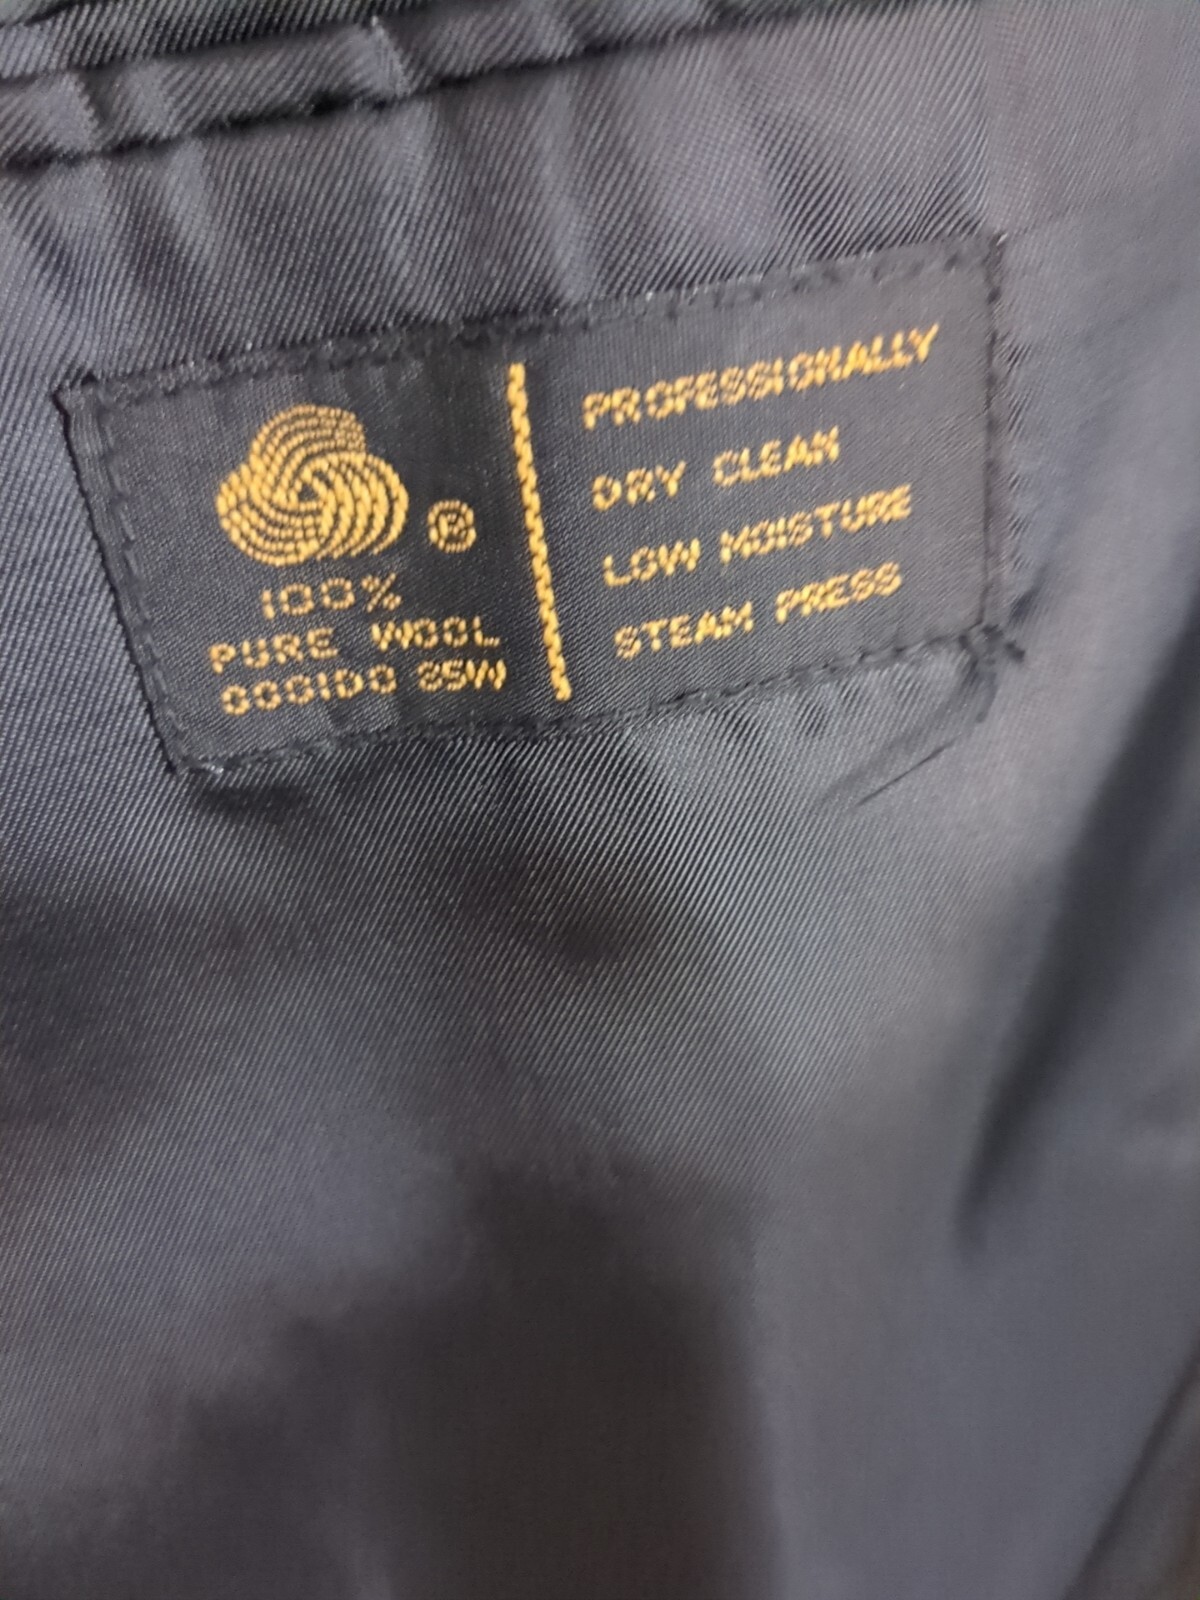 ®
100%
PURE WOOL
PROFESSIONALLY
DRY CLEAN
LOW MOISTURE
STEAM PRESS